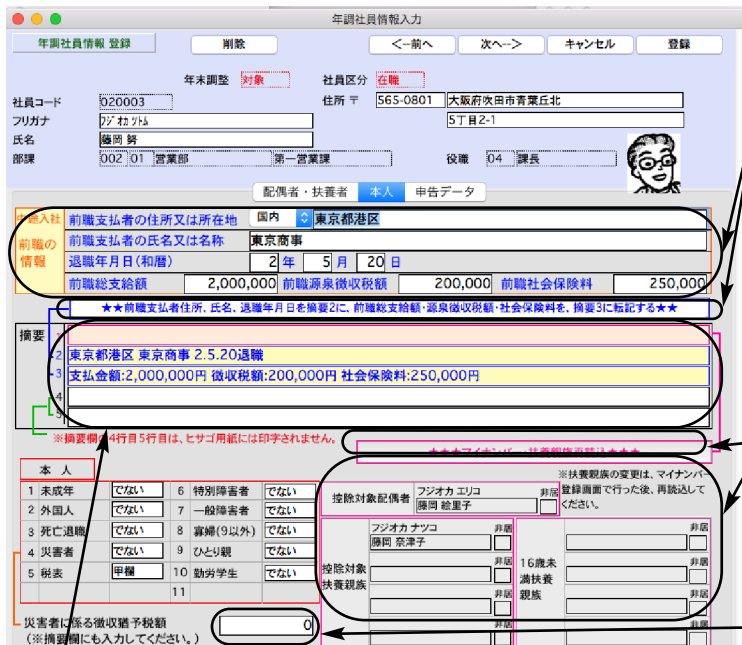 年調社員情報入力
年調社員情報 登録 削除 <--前へ 次へ--> キャンセル 登録
年末調整 対象 社員区分 在職
社員コード 020003 住所 〒 565-0801 大阪府吹田市青葉丘北
フリガナ フジオカ ツトム 5丁目2-1
氏名 藤岡 努
部課 002 01 営業部 第一営業課 役職 04 課長
配偶者・扶養者 本人 申告データ
中途入社 前職支払者の住所又は所在地 国内 東京都港区
前職の 前職支払者の氏名又は名称 東京商事
情報 退職年月日(和暦) 2 年 5 月 20 日
前職総支給額 2,000,000 前職源泉徴収税額 200,000 前職社会保険料 250,000
★★前職支払者住所、氏名、退職年月日を摘要2に、前職支給額・源泉徴収税額・社会保険料を、摘要3に転記する★★
摘要 1
2 東京都港区 東京商事 2.5.20退職
3 支払金額:2,000,000円 徴収税額:200,000円 社会保険料:250,000円
4
5
※摘要欄の4行目5行目は、ヒサゴ用紙には印字されません。
★★★マイナンバー・扶養親族再読込★★★
本 人
※扶養親族の変更は、マイナンバー
登録画面で行った後、再読込して
ください。
1 未成年 でない 6 特別障害者 でない
2 外国人 でない 7 一般障害者 でない
3 死亡退職 でない 8 寡婦(9以外) でない
4 災害者 でない 9 ひとり親 でない
5 税表 甲欄 10 勤労学生 でない
11
控除対象配偶者 フジオカ エリコ 非居
藤岡 絵里子
控除対象
扶養親族
フジオカ ナツコ 非居
藤岡 奈津子
非居
非居
非居
16歳未
満扶養
親族
非居
非居
非居
非居
災害者に係る徴収猶予税額 0
(※摘要欄にも入力してください。)